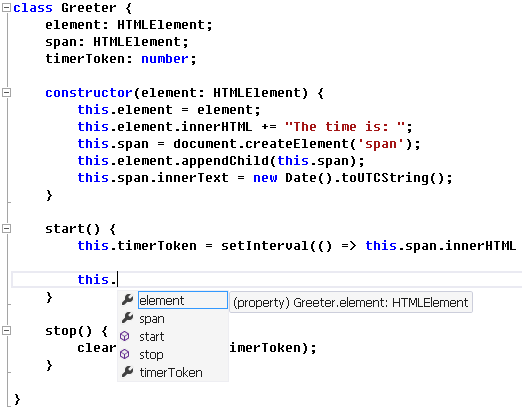 class Greeter {
element: HTMLElement;
span: HTMLElement;
timerToken: number;
constructor(element: HTMLElement) {
this.element = element;
this.element.innerHTML += "The time is: ";
this.span = document.createElement('span');
this.element.appendChild(this.span);
this.span.innerText = new Date().toUTCString();
}
start() {
this.timerToken = setInterval(() => this.span.innerHTML
this.
}
element
(property) Greeter.element: HTMLElement
span
stop() {
start
clear
timerToken);
stop
}
timerToken
}